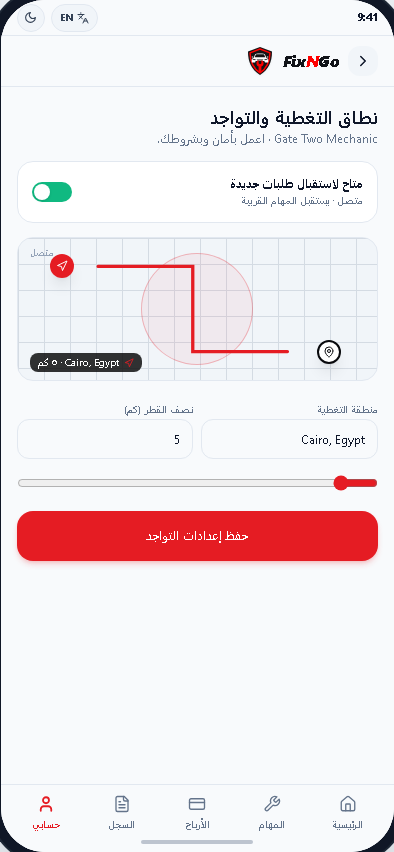 9:41
EN
FixNGo
نطاق التغطية والتواجد
Gate Two Mechanic · اعمل بأمان وبشروطك.
متاح لاستقبال طلبات جديدة
متصل · يستقبل المهام القريبة
متصل
Cairo, Egypt · ٥ كم
منطقة التغطية
نصف القطر (كم)
Cairo, Egypt
5
حفظ إعدادات التواجد
الرئيسية
المهام
الأرباح
السجل
حسابي